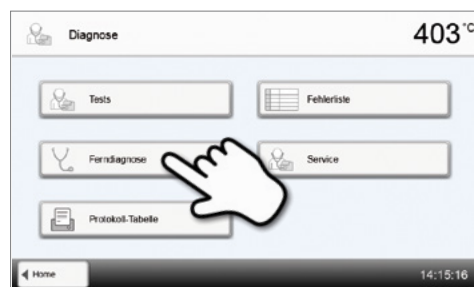 Diagnose
403 °C
Tests
Fehlerliste
Ferndiagnose
Service
Protokoll-Tabelle
Home
14:15:16